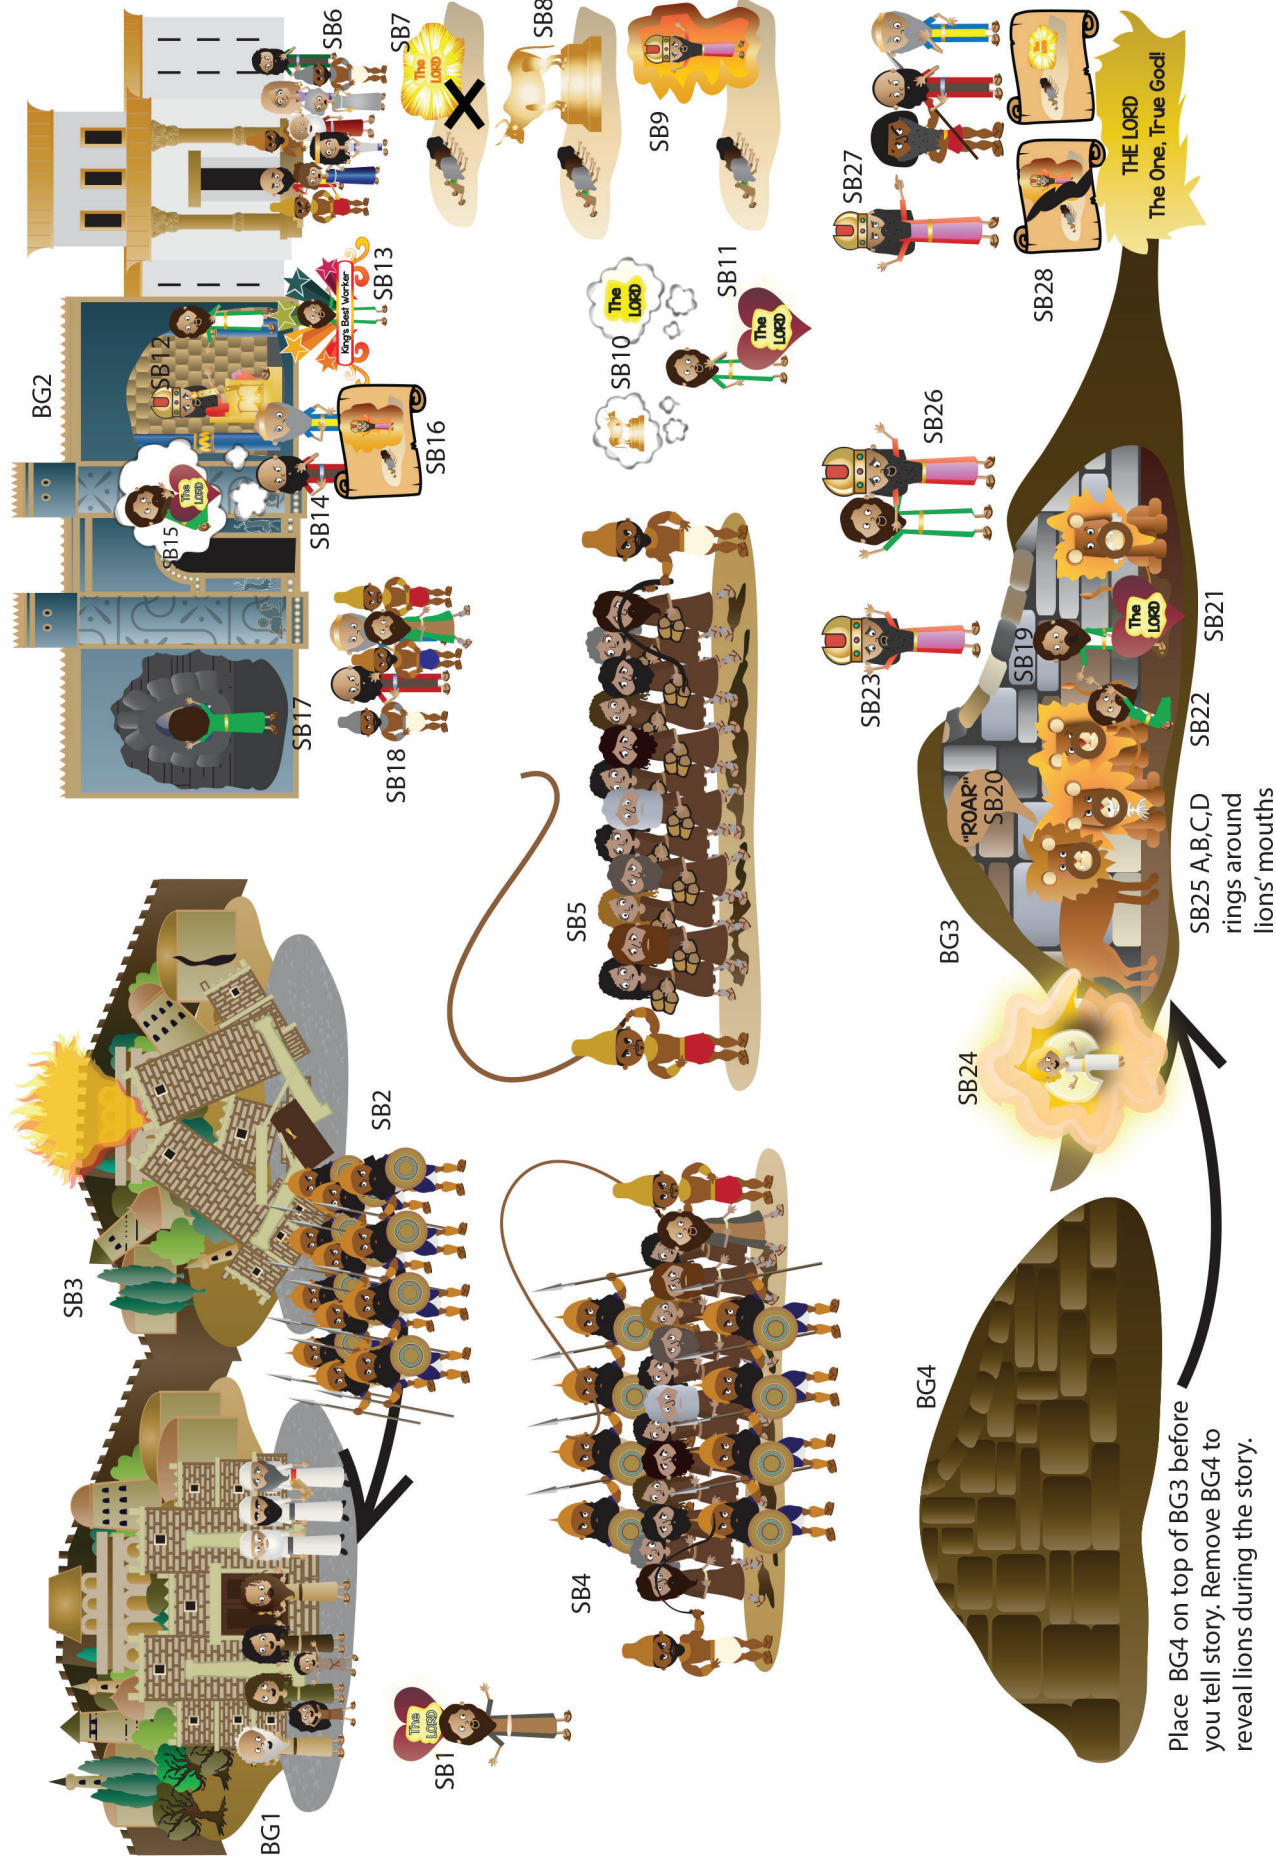 BG1
SB1
SB3
SB2
The
LORD
SB4
SB5
BG2
SB17
SB18
SB15
The
LORD
SB14
SB16
SB12
King's Best Worker
SB13
SB6
The
LORD
SB7
SB8
SB9
SB10
The
LORD
SB11
The
LORD
BG4
Place BG4 on top of BG3 before
you tell story. Remove BG4 to
reveal lions during the story.
SB24
BG3
"ROAR"
SB20
SB19
The
LORD
SB22
SB21
SB25 A,B,C,D
rings around
lions' mouths
SB23
SB26
SB27
SB28
The
LORD
THE LORD
The One, True God!